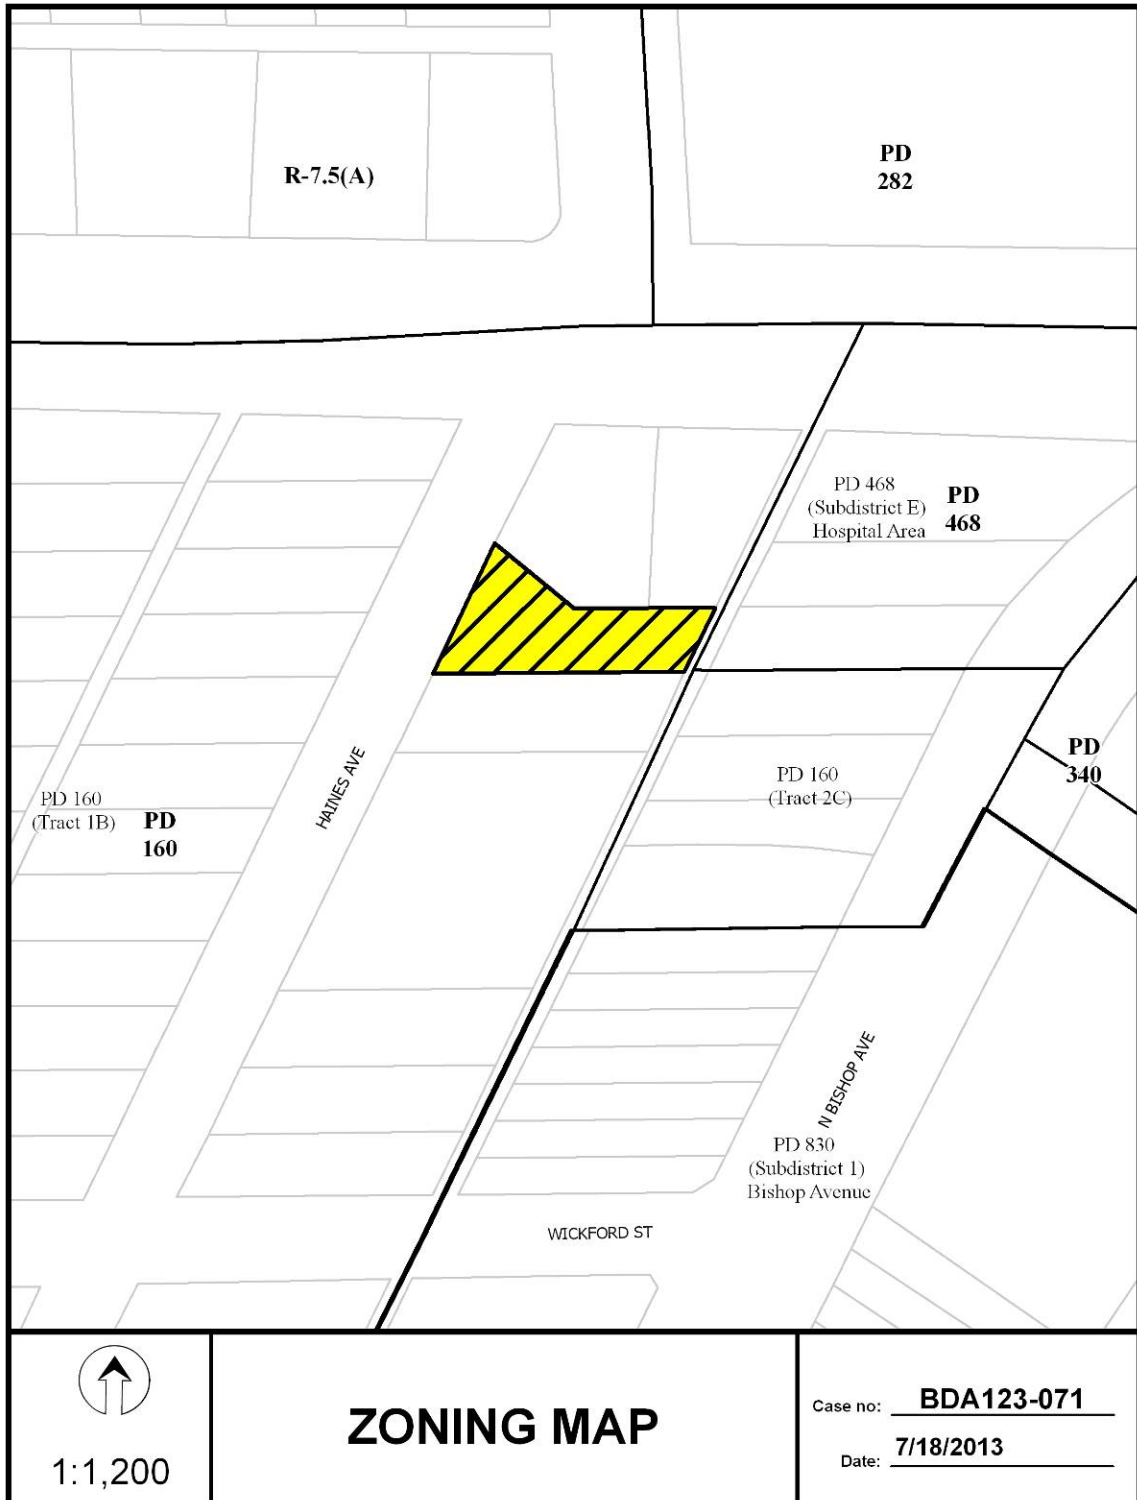 R-7.5(A)
PD
282
PD 468
(Subdistrict E)
Hospital Area
PD
468
HAINES AVE
PD 160
(Tract 1B)
PD
160
PD 160
(Tract 2C)
PD
340
N BISHOP AVE
PD 830
(Subdistrict 1)
Bishop Avenue
WICKFORD ST
1:1,200
ZONING MAP
Case no: BDA123-071
Date: 7/18/2013